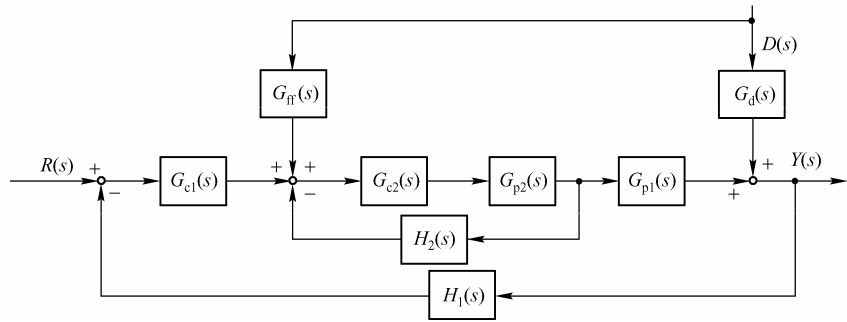 D(s)
G_ff(s)
G_d(s)
R(s)
+
−
G_c1(s)
+
+
−
G_c2(s)
G_p2(s)
G_p1(s)
+
+
Y(s)
H_2(s)
H_1(s)